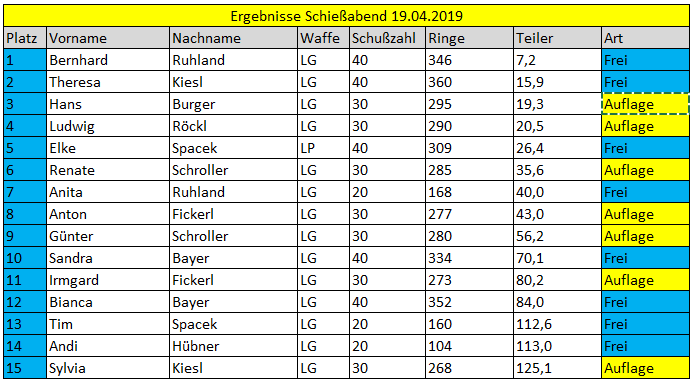 Ergebnisse Schießabend 19.04.2019
Platz Vorname Nachname Waffe Schußzahl Ringe Teiler Art
1 Bernhard Ruhland LG 40 346 7,2 Frei
2 Theresa Kiesl LG 40 360 15,9 Frei
3 Hans Burger LG 30 295 19,3 Auflage
4 Ludwig Röckl LG 30 290 20,5 Auflage
5 Elke Spacek LP 40 309 26,4 Frei
6 Renate Schroller LG 30 285 35,6 Auflage
7 Anita Ruhland LG 20 168 40,0 Frei
8 Anton Fickerl LG 30 277 43,0 Auflage
9 Günter Schroller LG 30 280 56,2 Auflage
10 Sandra Bayer LG 40 334 70,1 Frei
11 Irmgard Fickerl LG 30 273 80,2 Auflage
12 Bianca Bayer LG 40 352 84,0 Frei
13 Tim Spacek LG 20 160 112,6 Frei
14 Andi Hübner LG 20 104 113,0 Frei
15 Sylvia Kiesl LG 30 268 125,1 Auflage